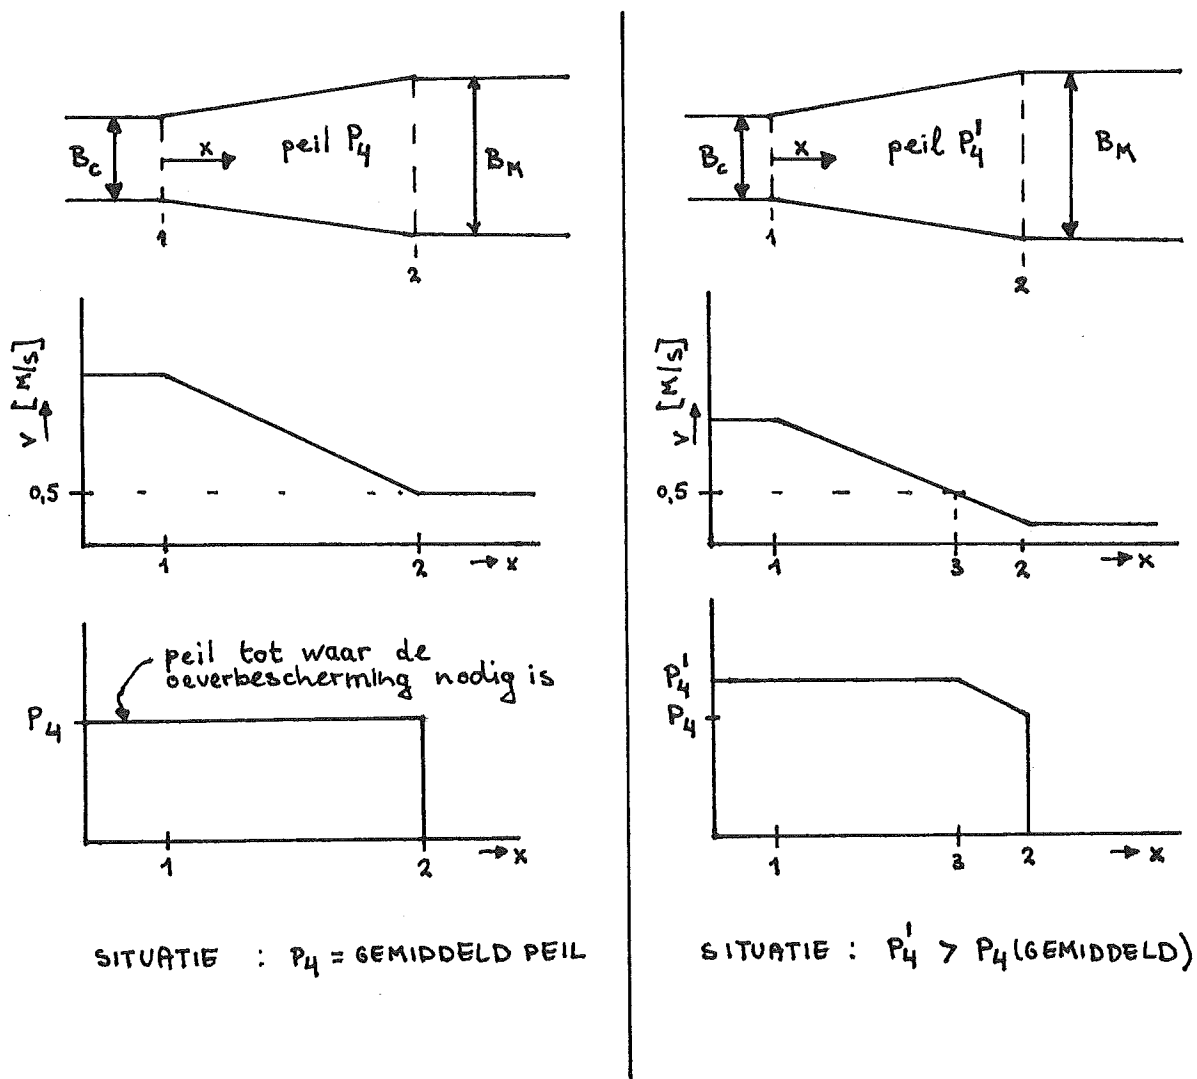 B_c
x
peil P_4
B_M
1
2
v [M/s]
0,5
1
2
x
peil tot waar de
oeverbescherming nodig is
P_4
1
2
x
SITUATIE : P_4 = GEMIDDELD PEIL
B_c
x
peil P_4'
B_M
1
2
v [M/s]
0,5
1
3
2
x
P_4'
P_4
1
3
2
x
SITUATIE : P_4' > P_4 (GEMIDDELD)